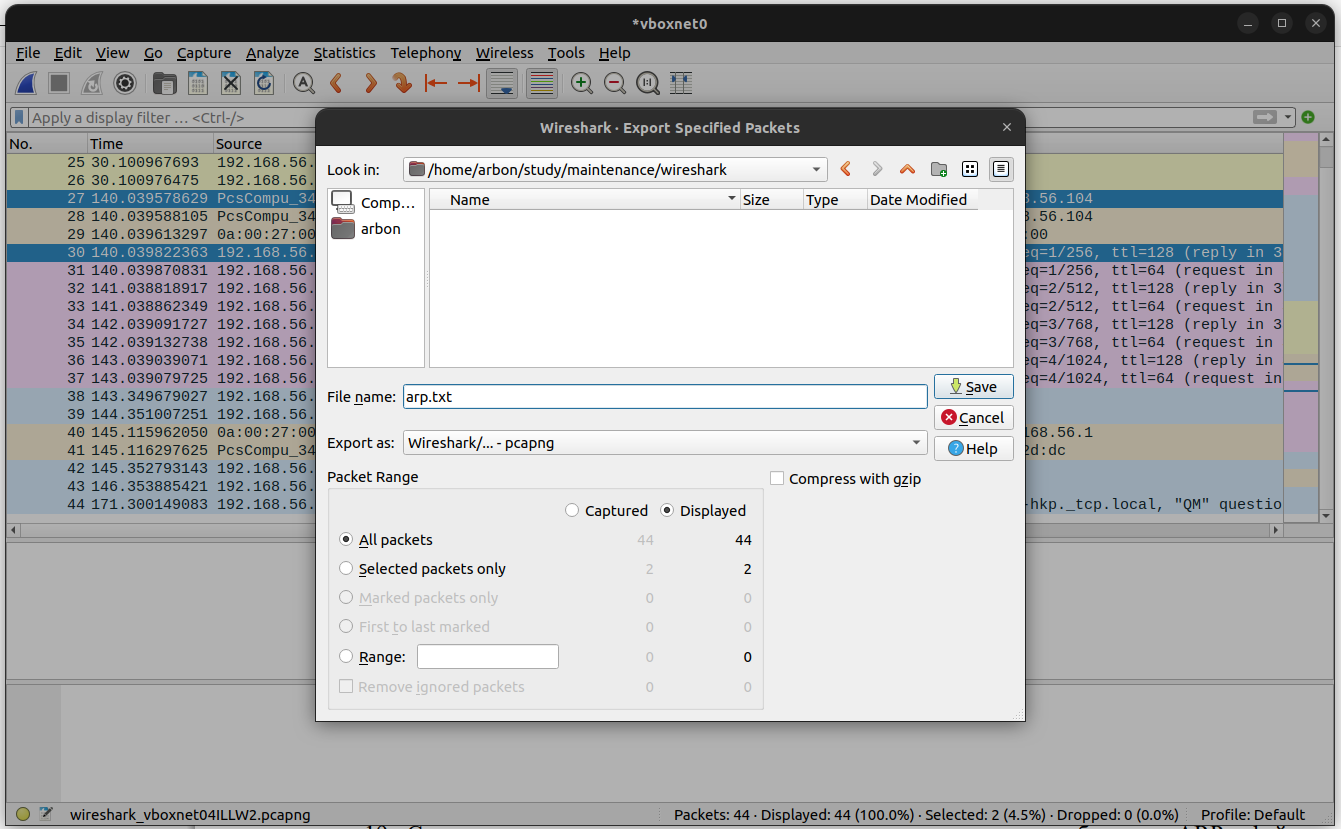 *vboxnet0
File Edit View Go Capture Analyze Statistics Telephony Wireless Tools Help
Apply a display filter … <Ctrl-/>
No. Time Source
25 30.100967693 192.168.56.
26 30.100976475 192.168.56.
27 140.039578629 PcsCompu_34 3.56.104
28 140.039588105 PcsCompu_34 3.56.104
29 140.039613297 0a:00:27:00 :00
30 140.039822363 192.168.56. eq=1/256, ttl=128 (reply in 3
31 140.039870831 192.168.56. eq=1/256, ttl=64 (request in
32 141.038818917 192.168.56. eq=2/512, ttl=128 (reply in 3
33 141.038862349 192.168.56. eq=2/512, ttl=64 (request in
34 142.039091727 192.168.56. eq=3/768, ttl=128 (reply in 3
35 142.039132738 192.168.56. eq=3/768, ttl=64 (request in
36 143.039039071 192.168.56. eq=4/1024, ttl=128 (reply in
37 143.039079725 192.168.56. eq=4/1024, ttl=64 (request in
38 143.349679027 192.168.56.
39 144.351007251 192.168.56.
40 145.115962050 0a:00:27:00 168.56.1
41 145.116297625 PcsCompu_34 2d:dc
42 145.352793143 192.168.56.
43 146.353885421 192.168.56.
44 171.300149083 192.168.56. -hkp._tcp.local, "QM" questio
Wireshark · Export Specified Packets
Look in: /home/arbon/study/maintenance/wireshark
Comp...
arbon
Name Size Type Date Modified
File name: arp.txt
Save
Cancel
Export as: Wireshark/... - pcapng
Help
Packet Range
Compress with gzip
Captured Displayed
All packets 44 44
Selected packets only 2 2
Marked packets only 0 0
First to last marked 0 0
Range: 0 0
Remove ignored packets 0 0
wireshark_vboxnet04ILLW2.pcapng
Packets: 44 · Displayed: 44 (100.0%) · Selected: 2 (4.5%) · Dropped: 0 (0.0%)
Profile: Default